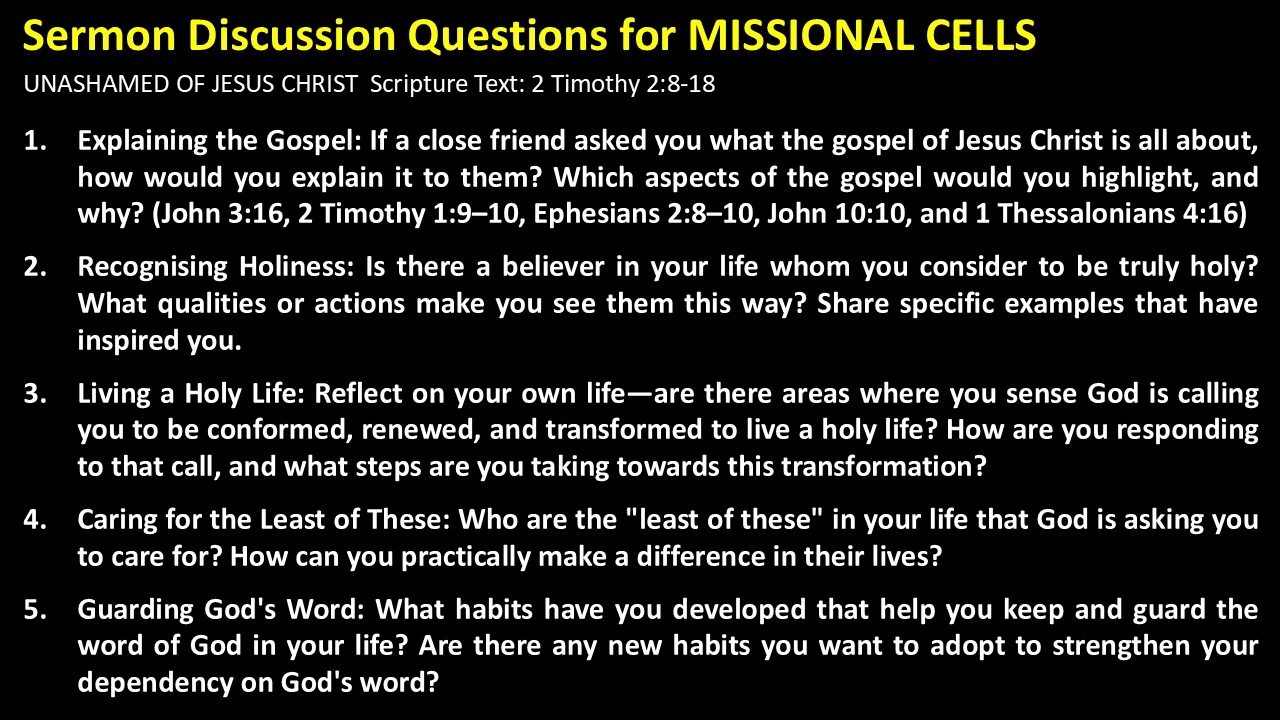 Sermon Discussion Questions for MISSIONAL CELLS
UNASHAMED OF JESUS CHRIST  Scripture Text: 2 Timothy 2:8-18
1. Explaining the Gospel: If a close friend asked you what the gospel of Jesus Christ is all about,
how would you explain it to them? Which aspects of the gospel would you highlight, and
why? (John 3:16, 2 Timothy 1:9–10, Ephesians 2:8–10, John 10:10, and 1 Thessalonians 4:16)
2. Recognising Holiness: Is there a believer in your life whom you consider to be truly holy?
What qualities or actions make you see them this way? Share specific examples that have
inspired you.
3. Living a Holy Life: Reflect on your own life—are there areas where you sense God is calling
you to be conformed, renewed, and transformed to live a holy life? How are you responding
to that call, and what steps are you taking towards this transformation?
4. Caring for the Least of These: Who are the "least of these" in your life that God is asking you
to care for? How can you practically make a difference in their lives?
5. Guarding God's Word: What habits have you developed that help you keep and guard the
word of God in your life? Are there any new habits you want to adopt to strengthen your
dependency on God's word?